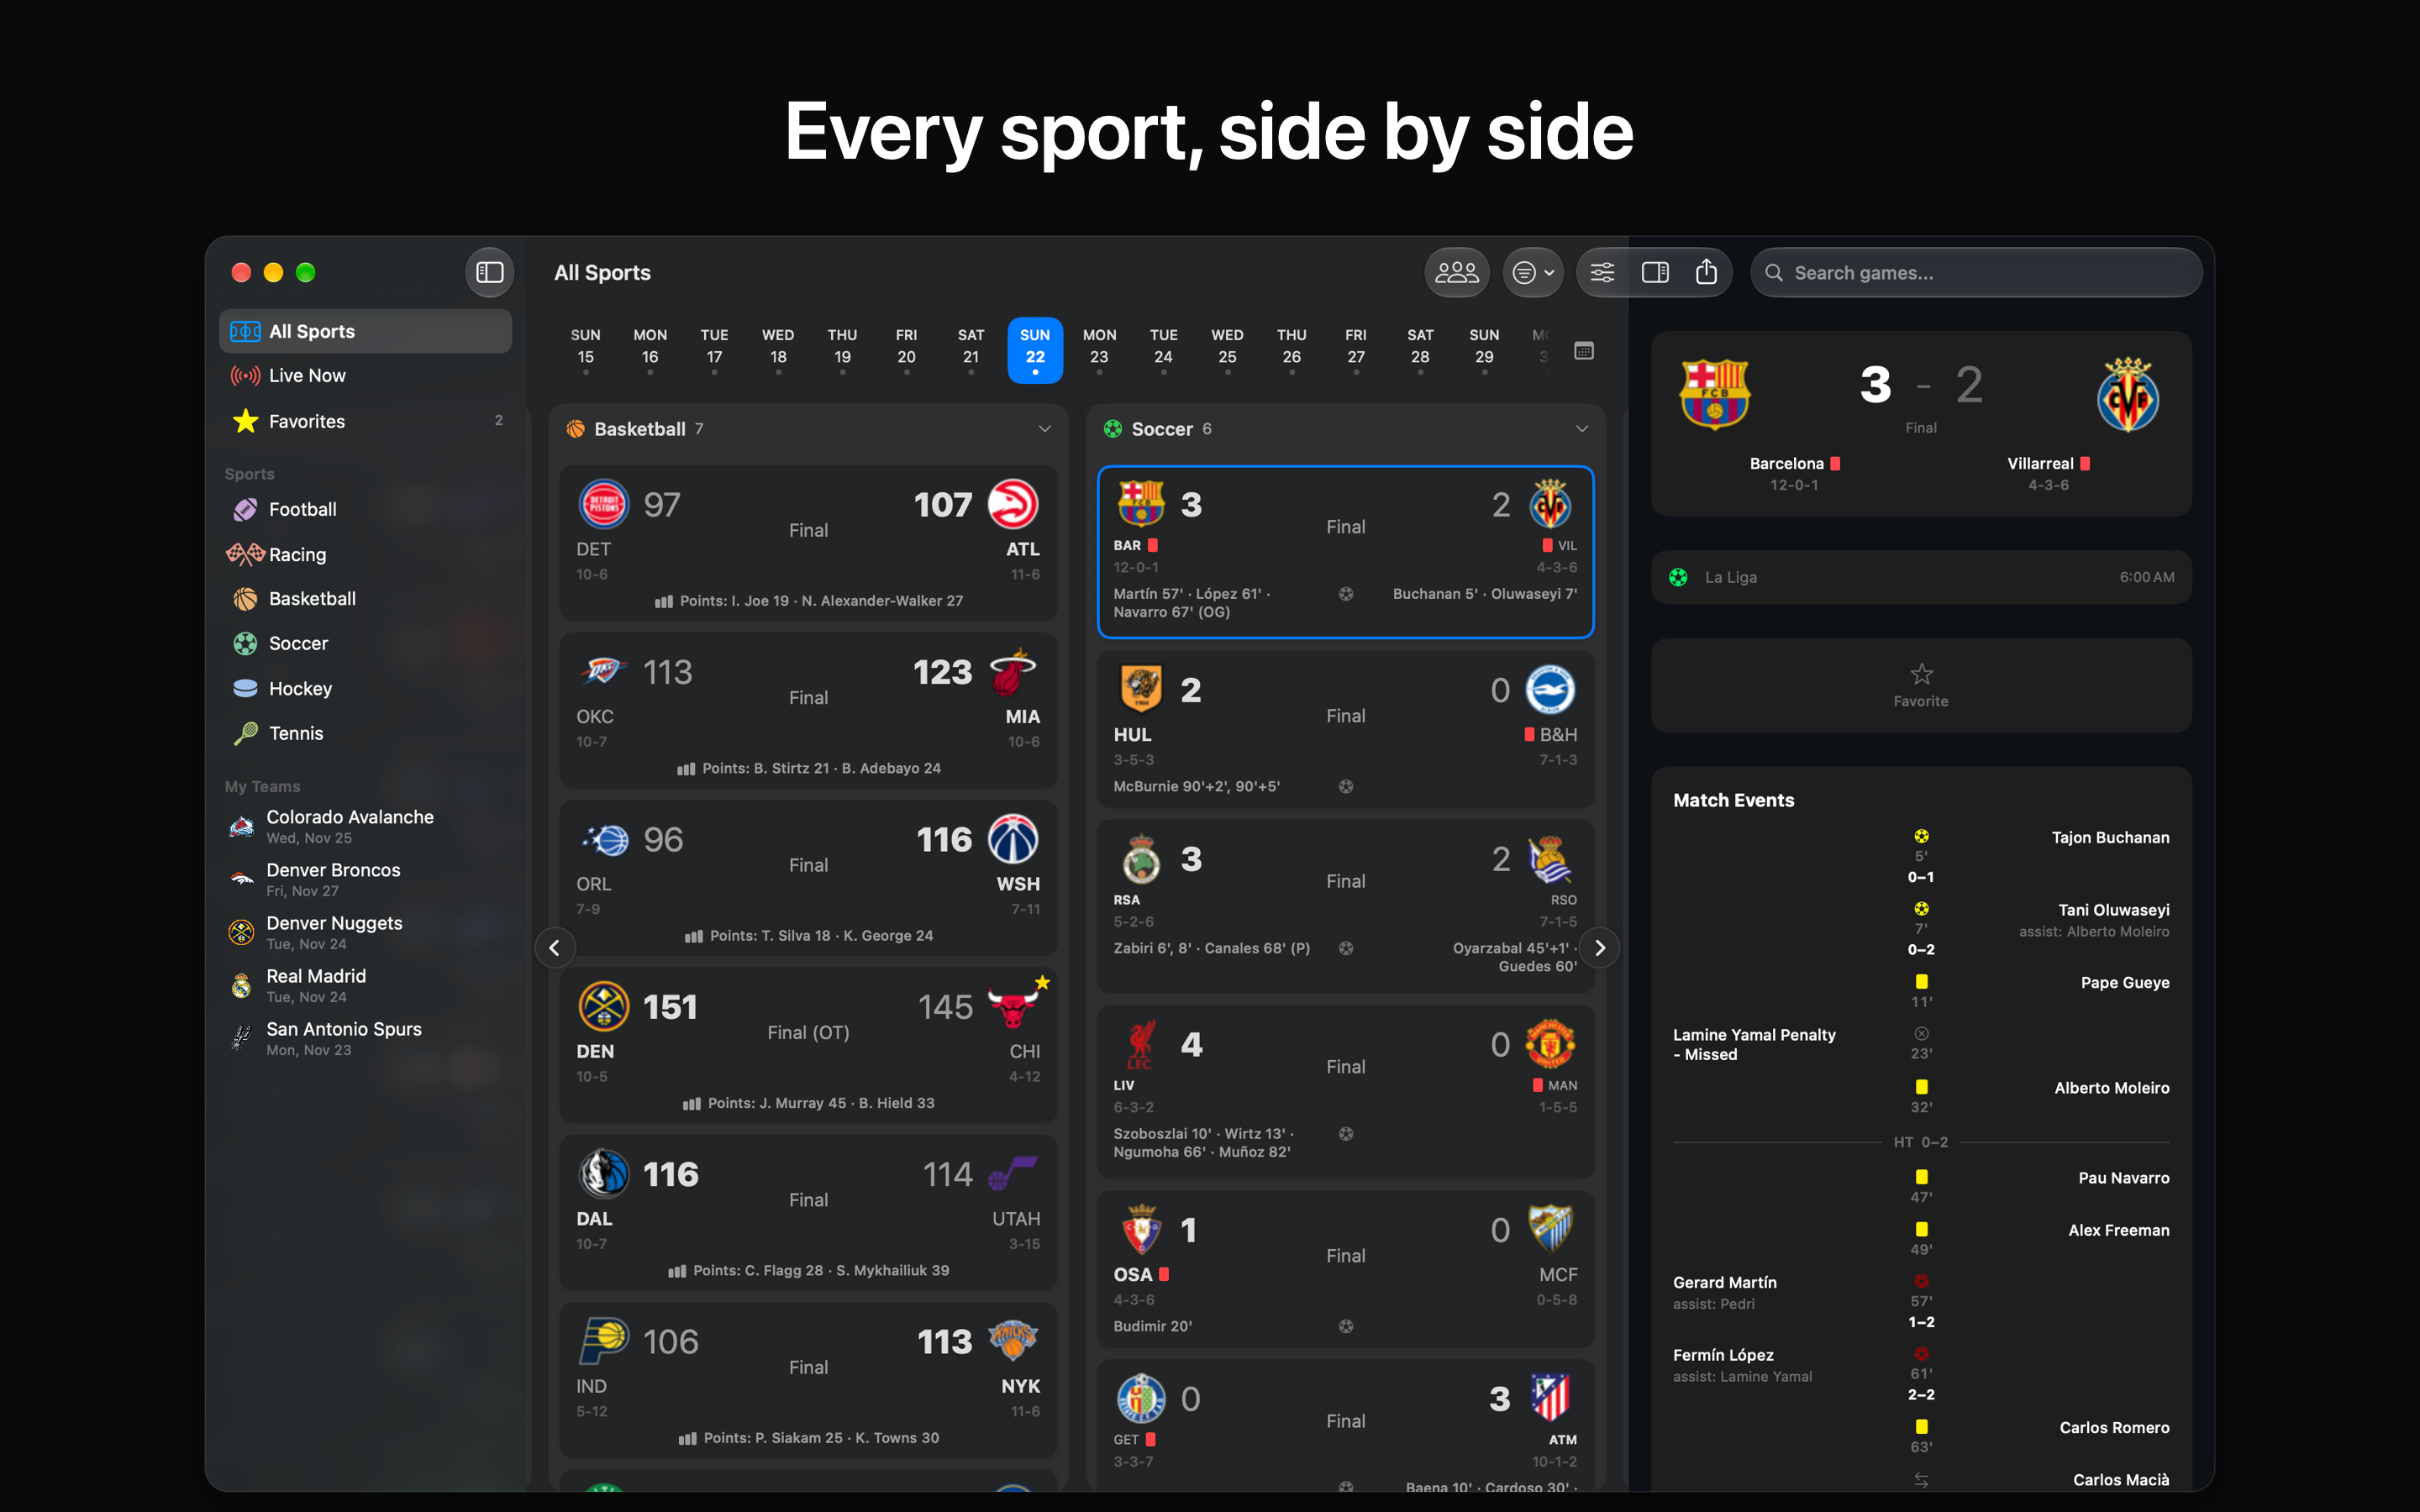 Every sport, side by side
All Sports
Live Now
Favorites 2
Sports
Football
Racing
Basketball
Soccer
Hockey
Tennis
My Teams
Colorado Avalanche
Wed, Nov 25
Denver Broncos
Fri, Nov 27
Denver Nuggets
Tue, Nov 24
Real Madrid
Tue, Nov 24
San Antonio Spurs
Mon, Nov 23
All Sports
Search games...
SUN MON TUE WED THU FRI SAT SUN MON TUE WED THU FRI SAT SUN
15 16 17 18 19 20 21 22 23 24 25 26 27 28 29
Basketball 7
DETROIT PISTONS
97 Final 107
DET ATL
10-6 11-6
Points: I. Joe 19 · N. Alexander-Walker 27
OKC
113 Final 123
OKC MIA
10-7 10-6
Points: B. Stirtz 21 · B. Adebayo 24
96 Final 116
ORL WSH
7-9 7-11
Points: T. Silva 18 · K. George 24
151 Final (OT) 145
DEN CHI
10-5 4-12
Points: J. Murray 45 · B. Hield 33
116 Final 114
DAL UTAH
10-7 3-15
Points: C. Flagg 28 · S. Mykhailiuk 39
106 Final 113
KNICKS
IND NYK
5-12 11-6
Points: P. Siakam 25 · K. Towns 30
Soccer 6
3 Final 2
BAR VIL
12-0-1 4-3-6
Martín 57' · López 61' · Buchanan 5' · Oluwaseyi 7'
Navarro 67' (OG)
2 Final 0
HUL B&H
3-5-3 7-1-3
McBurnie 90'+2', 90'+5'
3 Final 2
RSA RSO
5-2-6 7-1-5
Zabiri 6', 8' · Canales 68' (P) Oyarzabal 45'+1' ·
Guedes 60'
4 Final 0
L.F.C.
LIV MAN
6-3-2 1-5-5
Szoboszlai 10' · Wirtz 13' ·
Ngumoha 66' · Muñoz 82'
1 Final 0
OSA MCF
4-3-6 0-5-8
Budimir 20'
0 Final 3
GET ATM
3-3-7 10-1-2
Baena 10' · Cardoso 30' ·
FCB
3 - 2
Final
Barcelona Villarreal
12-0-1 4-3-6
La Liga 6:00 AM
Favorite
Match Events
Tajon Buchanan
5'
0–1
Tani Oluwaseyi
7' assist: Alberto Moleiro
0–2
Pape Gueye
11'
Lamine Yamal Penalty
- Missed 23'
Alberto Moleiro
32'
HT 0–2
Pau Navarro
47'
Alex Freeman
49'
Gerard Martín
assist: Pedri 57'
1–2
Fermín López
assist: Lamine Yamal 61'
2–2
Carlos Romero
63'
Carlos Macià